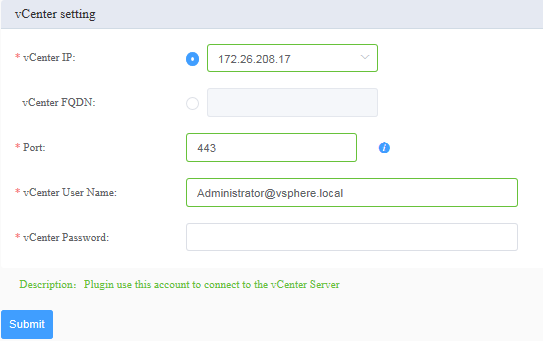 vCenter setting
* vCenter IP: 172.26.208.17
vCenter FQDN:
* Port: 443
* vCenter User Name: Administrator@vsphere.local
* vCenter Password:
Description： Plugin use this account to connect to the vCenter Server
Submit